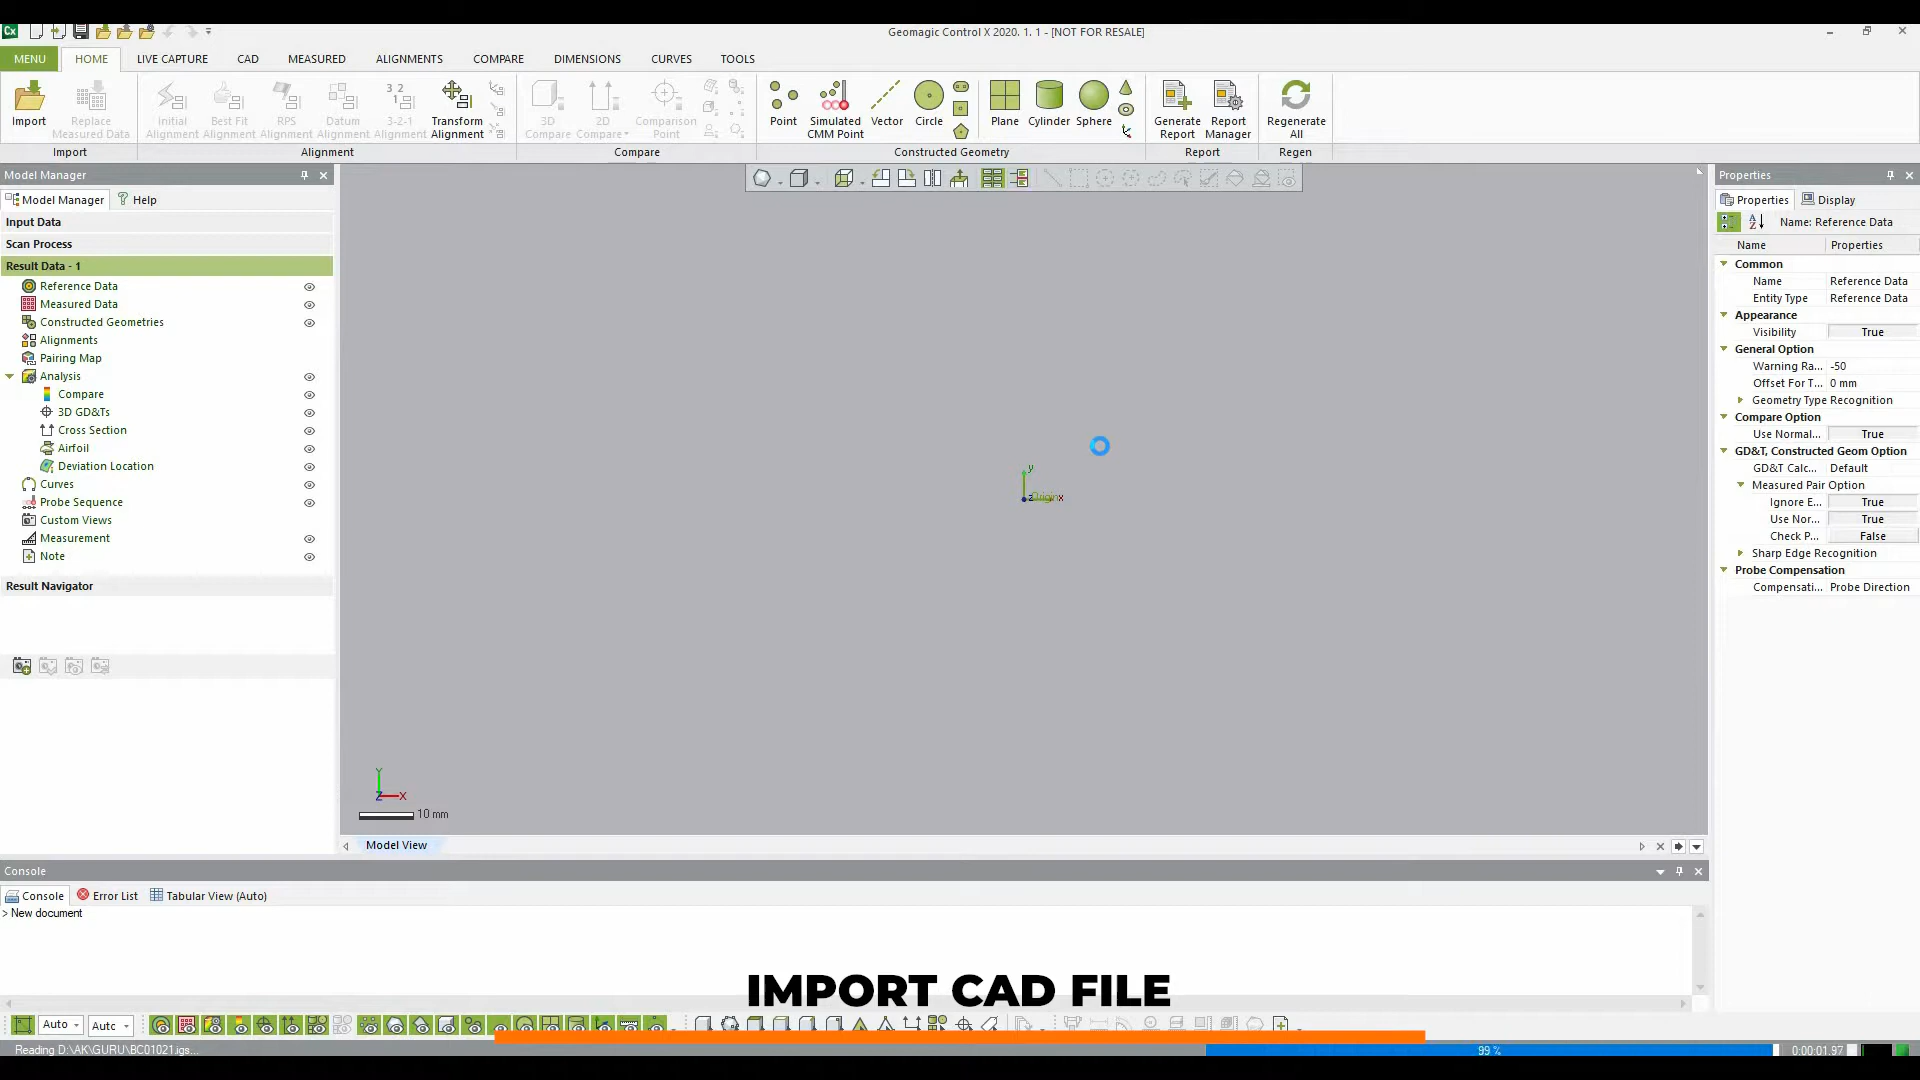 Cx
Geomagic Control X 2020. 1. 1 - [NOT FOR RESALE]
MENU HOME LIVE CAPTURE CAD MEASURED ALIGNMENTS COMPARE DIMENSIONS CURVES TOOLS
Import Replace Measured Data Initial Alignment Best Fit Alignment RPS Alignment Datum Alignment 3-2-1 Alignment Transform Alignment 3D Compare 2D Compare Comparison Point Point Simulated CMM Point Vector Circle Plane Cylinder Sphere Generate Report Report Manager Regenerate All
Import Alignment Compare Constructed Geometry Report Regen
Model Manager
Model Manager Help
Input Data
Scan Process
Result Data - 1
Reference Data
Measured Data
Constructed Geometries
Alignments
Pairing Map
Analysis
Compare
3D GD&Ts
Cross Section
Airfoil
Deviation Location
Curves
Probe Sequence
Custom Views
Measurement
Note
Result Navigator
y
z Origin x
Y
Z X
10 mm
Model View
Properties
Properties Display
Name: Reference Data
Name Properties
Common
Name Reference Data
Entity Type Reference Data
Appearance
Visibility True
General Option
Warning Ra... -50
Offset For T... 0 mm
Geometry Type Recognition
Compare Option
Use Normal... True
GD&T, Constructed Geom Option
GD&T Calc... Default
Measured Pair Option
Ignore E... True
Use Nor... True
Check P... False
Sharp Edge Recognition
Probe Compensation
Compensati... Probe Direction
Console
Console Error List Tabular View (Auto)
> New document
IMPORT CAD FILE
Auto Auto
Reading D:\AK\GURU\BC01021.igs... 99 % 0:00:01.97